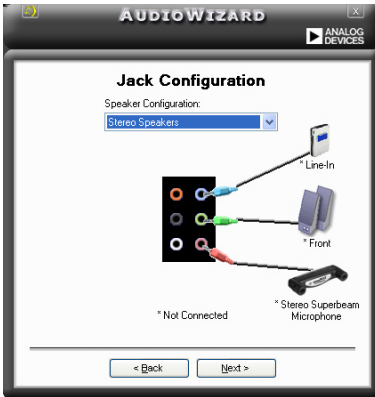 AudioWizard
ANALOG
DEVICES
Jack Configuration
Speaker Configuration:
Stereo Speakers
* Line-In
* Front
* Stereo Superbeam
Microphone
* Not Connected
< Back
Next >